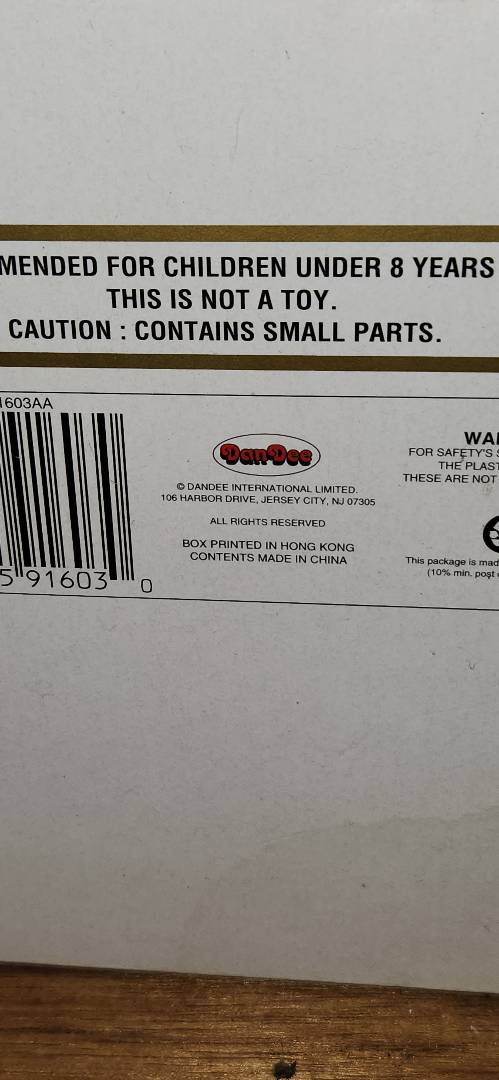 MENDED FOR CHILDREN UNDER 8 YEARS
THIS IS NOT A TOY.
CAUTION : CONTAINS SMALL PARTS.
1603AA
5 91603 0
DanDee
© DANDEE INTERNATIONAL LIMITED.
106 HARBOR DRIVE, JERSEY CITY, NJ 07305
ALL RIGHTS RESERVED
BOX PRINTED IN HONG KONG
CONTENTS MADE IN CHINA
WAR
FOR SAFETY'S S
THE PLAST
THESE ARE NOT
This package is mad
(10% min. post c